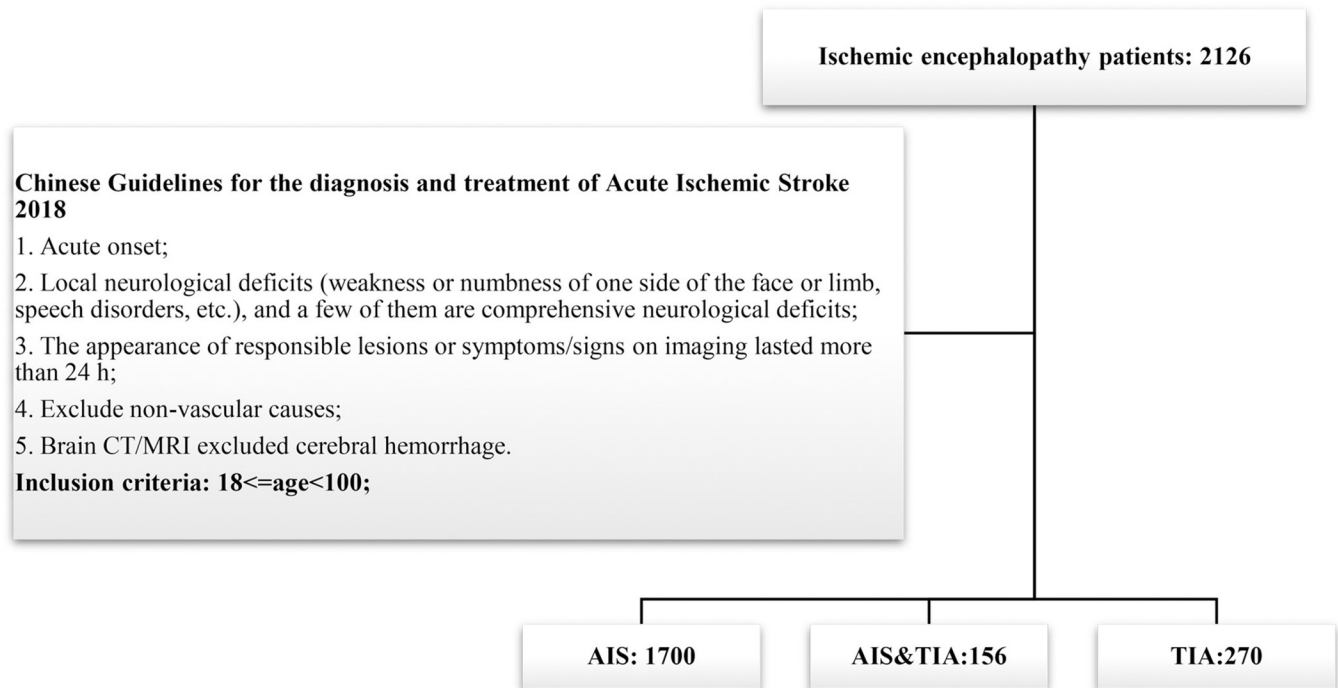 Ischemic encephalopathy patients: 2126
Chinese Guidelines for the diagnosis and treatment of Acute Ischemic Stroke
2018
1. Acute onset;
2. Local neurological deficits (weakness or numbness of one side of the face or limb,
speech disorders, etc.), and a few of them are comprehensive neurological deficits;
3. The appearance of responsible lesions or symptoms/signs on imaging lasted more
than 24 h;
4. Exclude non-vascular causes;
5. Brain CT/MRI excluded cerebral hemorrhage.
Inclusion criteria: 18<=age<100;
AIS: 1700
AIS&TIA:156
TIA:270